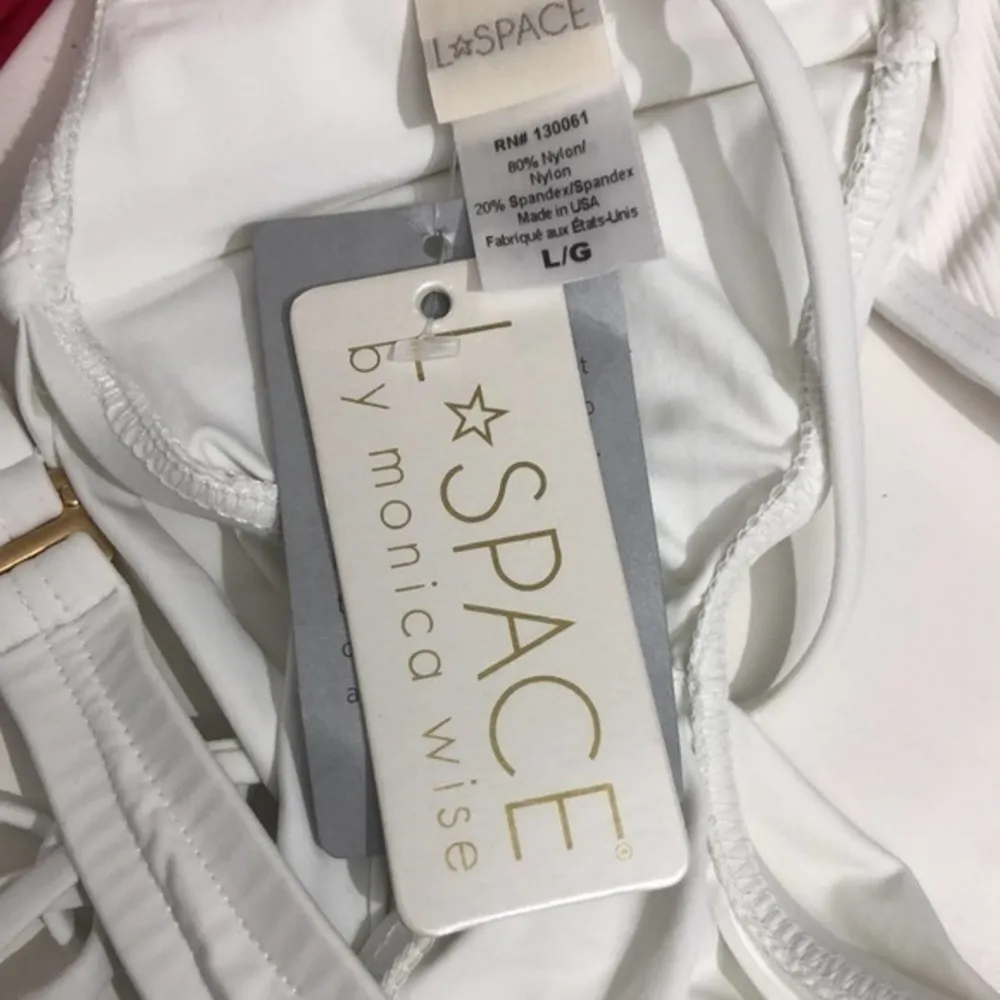 L☆SPACE
RN# 130061
80% Nylon/
Nylon
20% Spandex/Spandex
Made in USA
Fabriqué aux États-Unis
L/G
L☆SPACE®
by monica wise